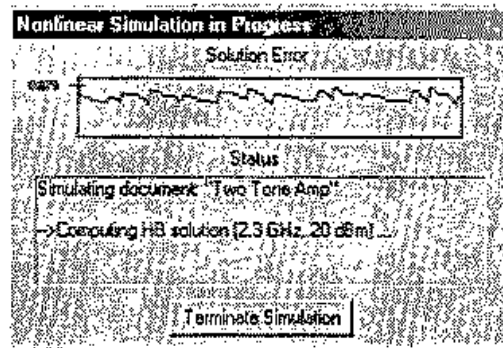 Nonlinear Simulation in Progress
Solution Error
Status
Simulating document: "Two Tone Amp"
-->Computing HB solution [2.3 GHz, 20 dBm] ...
Terminate Simulation